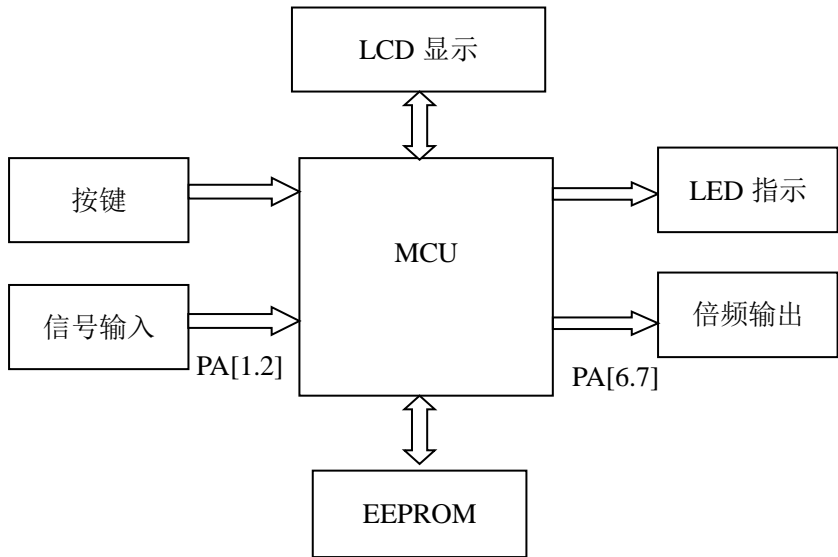 LCD 显示
按键
MCU
LED 指示
信号输入
倍频输出
PA[1.2]
PA[6.7]
EEPROM